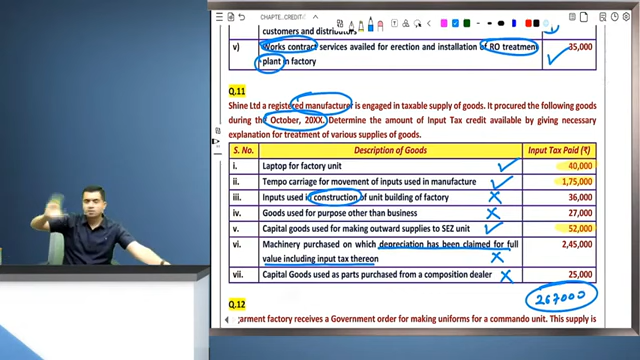 CHAPTE..CREDIT
customers and distributors
v) Works contract services availed for erection and installation of RO treatment 35,000
plant in factory
Q.11
Shine Ltd a registered manufacturer is engaged in taxable supply of goods. It procured the following goods
during the October, 20XX. Determine the amount of Input Tax credit available by giving necessary
explanation for treatment of various supplies of goods.
S. No. Description of Goods Input Tax Paid (₹)
i. Laptop for factory unit 40,000
ii. Tempo carriage for movement of inputs used in manufacture 1,75,000
iii. Inputs used in construction of unit building of factory 36,000
iv. Goods used for purpose other than business 27,000
v. Capital goods used for making outward supplies to SEZ unit 52,000
vi. Machinery purchased on which depreciation has been claimed for full 2,45,000
value including input tax thereon
vii. Capital Goods used as parts purchased from a composition dealer 25,000
267000
Q.12
garment factory receives a Government order for making uniforms for a commando unit. This supply is